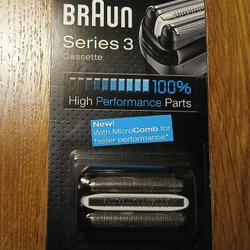 BRAUN
Series 3
Cassette
100%
High Performance Parts
New!
With MicroComb for
faster performance*